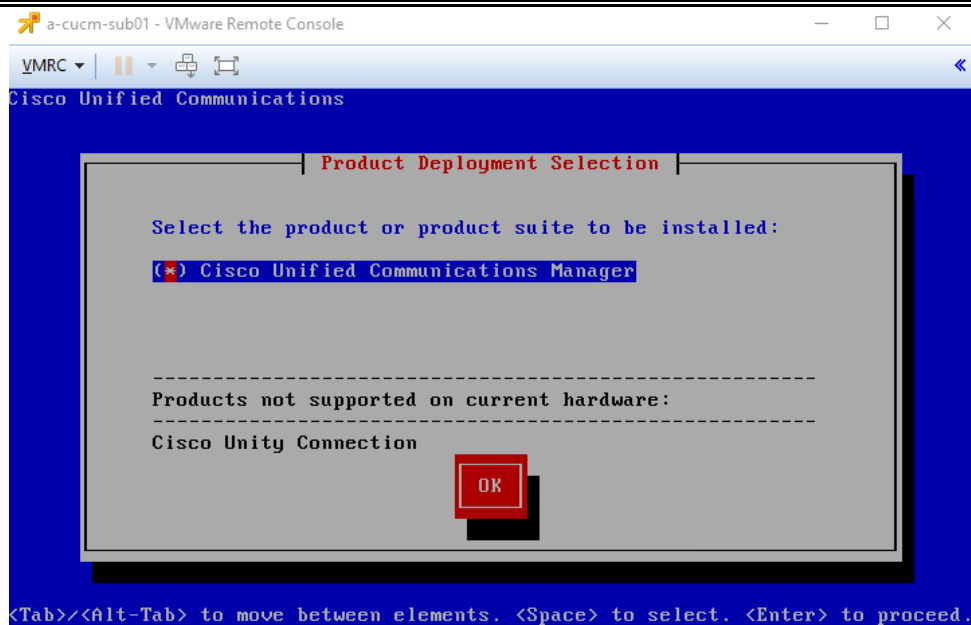 a-cucm-sub01 - VMware Remote Console
VMRC
Cisco Unified Communications
Product Deployment Selection
Select the product or product suite to be installed:
(*) Cisco Unified Communications Manager
--------------------------------------------------------
Products not supported on current hardware:
--------------------------------------------------------
Cisco Unity Connection
OK
<Tab>/<Alt-Tab> to move between elements. <Space> to select. <Enter> to proceed.